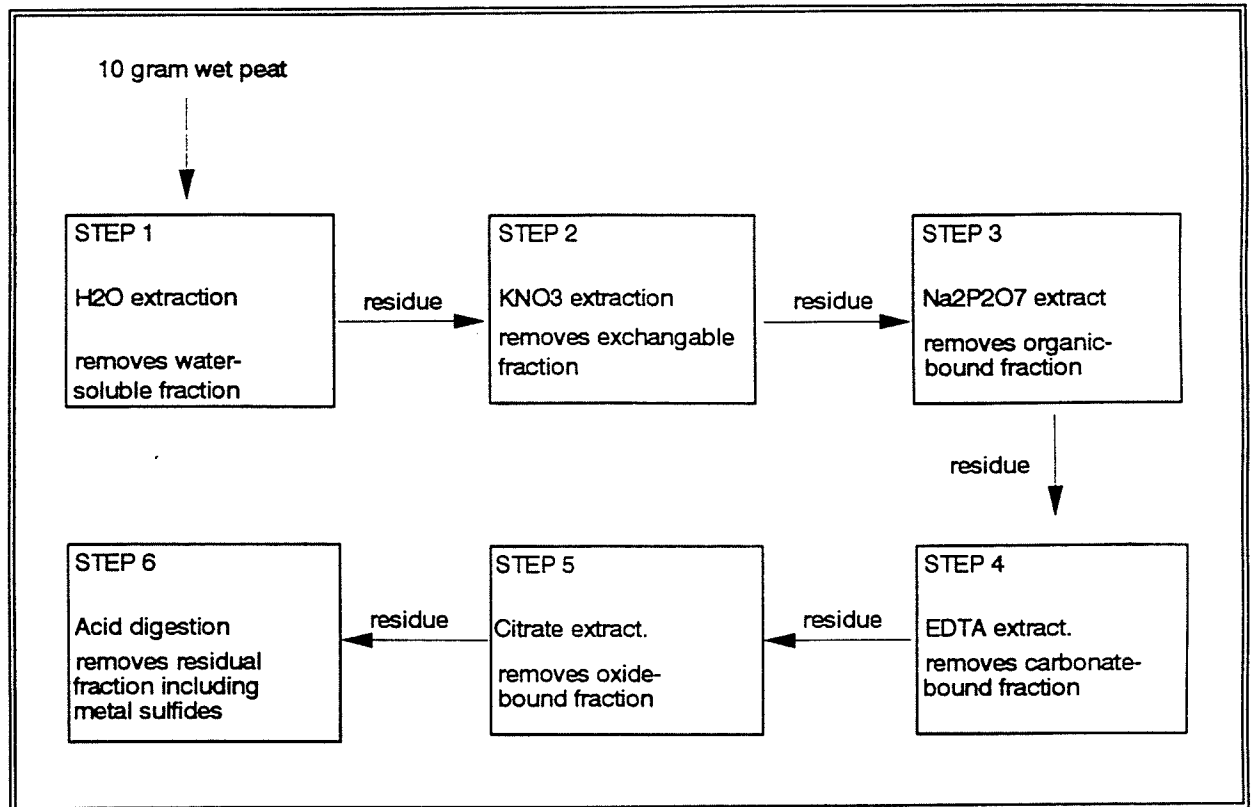 10 gram wet peat
STEP 1
H2O extraction
removes water-
soluble fraction
residue
STEP 2
KNO3 extraction
removes exchangable
fraction
residue
STEP 3
Na2P2O7 extract
removes organic-
bound fraction
residue
STEP 4
EDTA extract.
removes carbonate-
bound fraction
residue
STEP 5
Citrate extract.
removes oxide-
bound fraction
residue
STEP 6
Acid digestion
removes residual
fraction including
metal sulfides